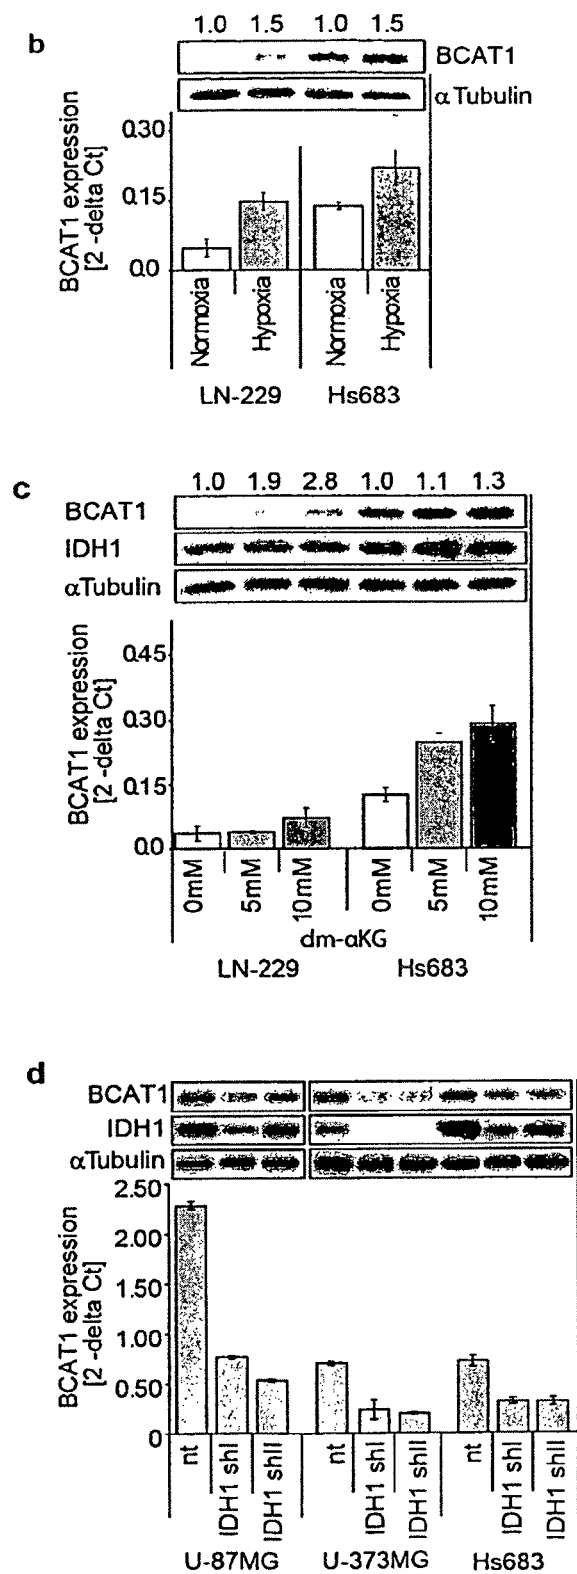 b
1.0 1.5 1.0 1.5
BCAT1
α Tubulin
BCAT1 expression
[2 -delta Ct]
0.30
0.15
0.0
Normoxia
Hypoxia
Normoxia
Hypoxia
LN-229 Hs683
c
1.0 1.9 2.8 1.0 1.1 1.3
BCAT1
IDH1
αTubulin
BCAT1 expression
[2 -delta Ct]
0.45
0.30
0.15
0.0
0mM
5mM
10mM
0mM
5mM
10mM
dm-αKG
LN-229 Hs683
d
BCAT1
IDH1
αTubulin
BCAT1 expression
[2 -delta Ct]
2.50
2.00
1.00
0.50
0
nt
IDH1 shI
IDH1 shII
nt
IDH1 shI
IDH1 shII
nt
IDH1 shI
IDH1 shII
U-87MG U-373MG Hs683